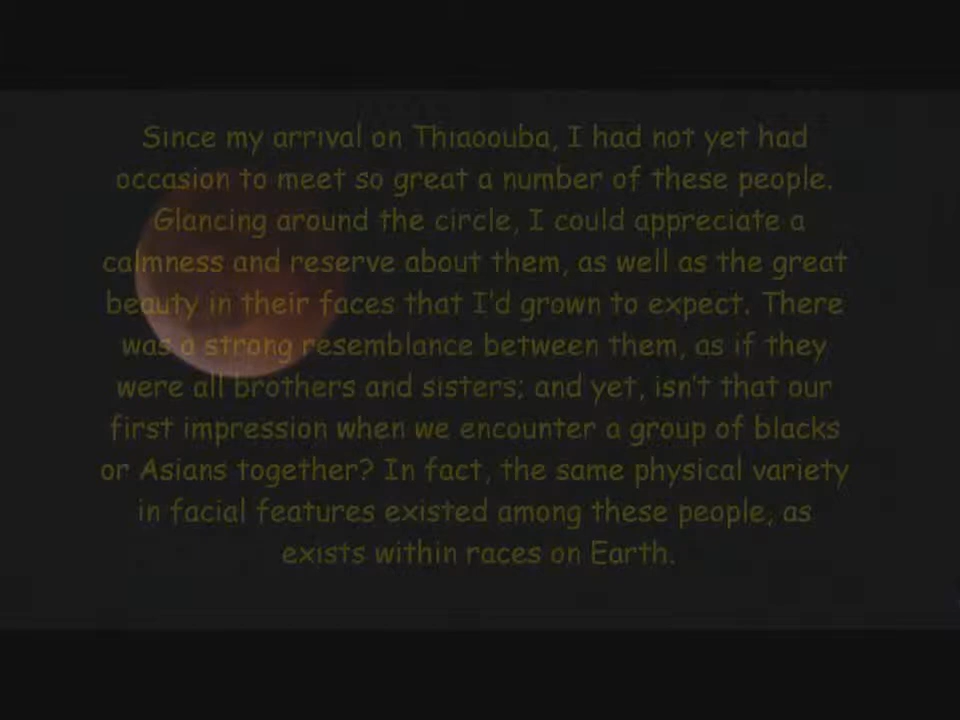 Since my arrival on Thiaoouba, I had not yet had
occasion to meet so great a number of these people.
Glancing around the circle, I could appreciate a
calmness and reserve about them, as well as the great
beauty in their faces that I'd grown to expect. There
was a strong resemblance between them, as if they
were all brothers and sisters; and yet, isn't that our
first impression when we encounter a group of blacks
or Asians together? In fact, the same physical variety
in facial features existed among these people, as
exists within races on Earth.